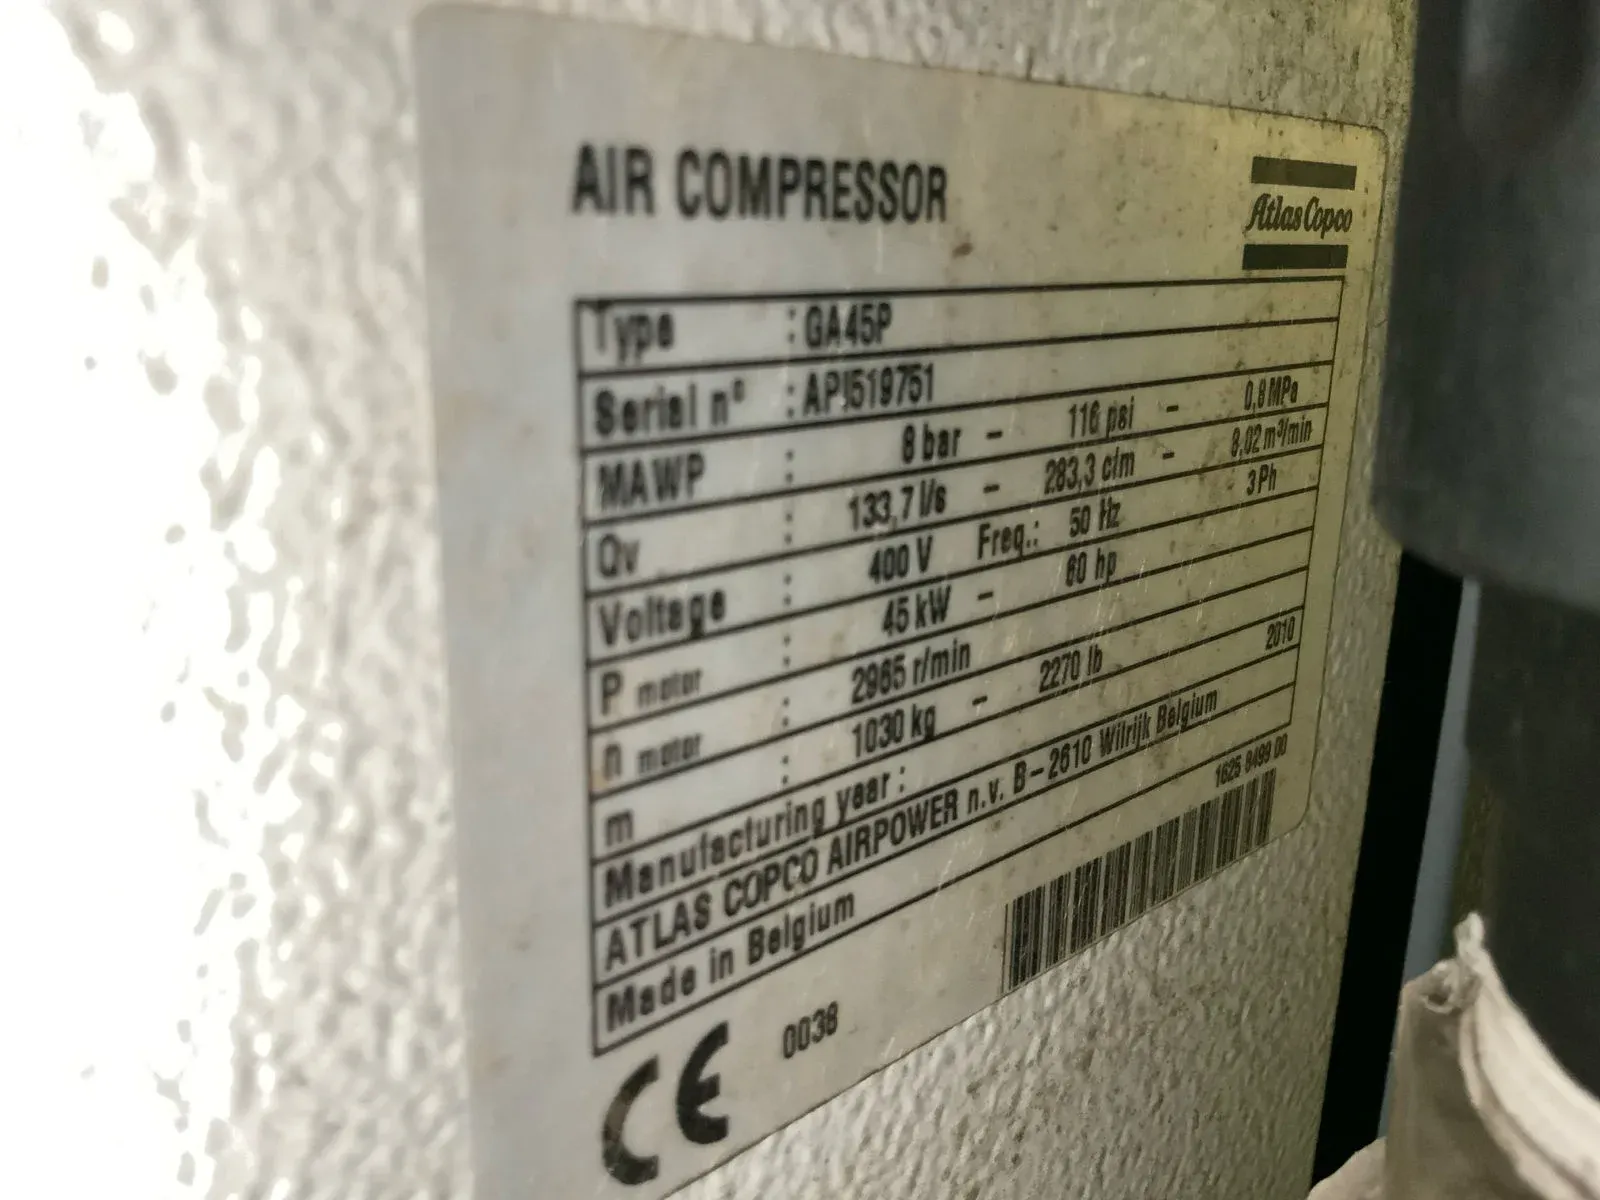 AIR COMPRESSOR
Atlas Copco
Type : GA45P
Serial n° : API519751
MAWP : 8 bar – 116 psi – 0,8 MPa
Qv : 133,7 l/s – 283,3 cfm – 8,02 m³/min
Voltage : 400 V Freq.: 50 Hz 3 Ph
P motor : 45 kW – 60 hp
n motor : 2965 r/min
m : 1030 kg – 2270 lb
Manufacturing year : 2010
ATLAS COPCO AIRPOWER n.v. B–2610 Wilrijk Belgium
Made in Belgium
1625 8499 00
CE 0038